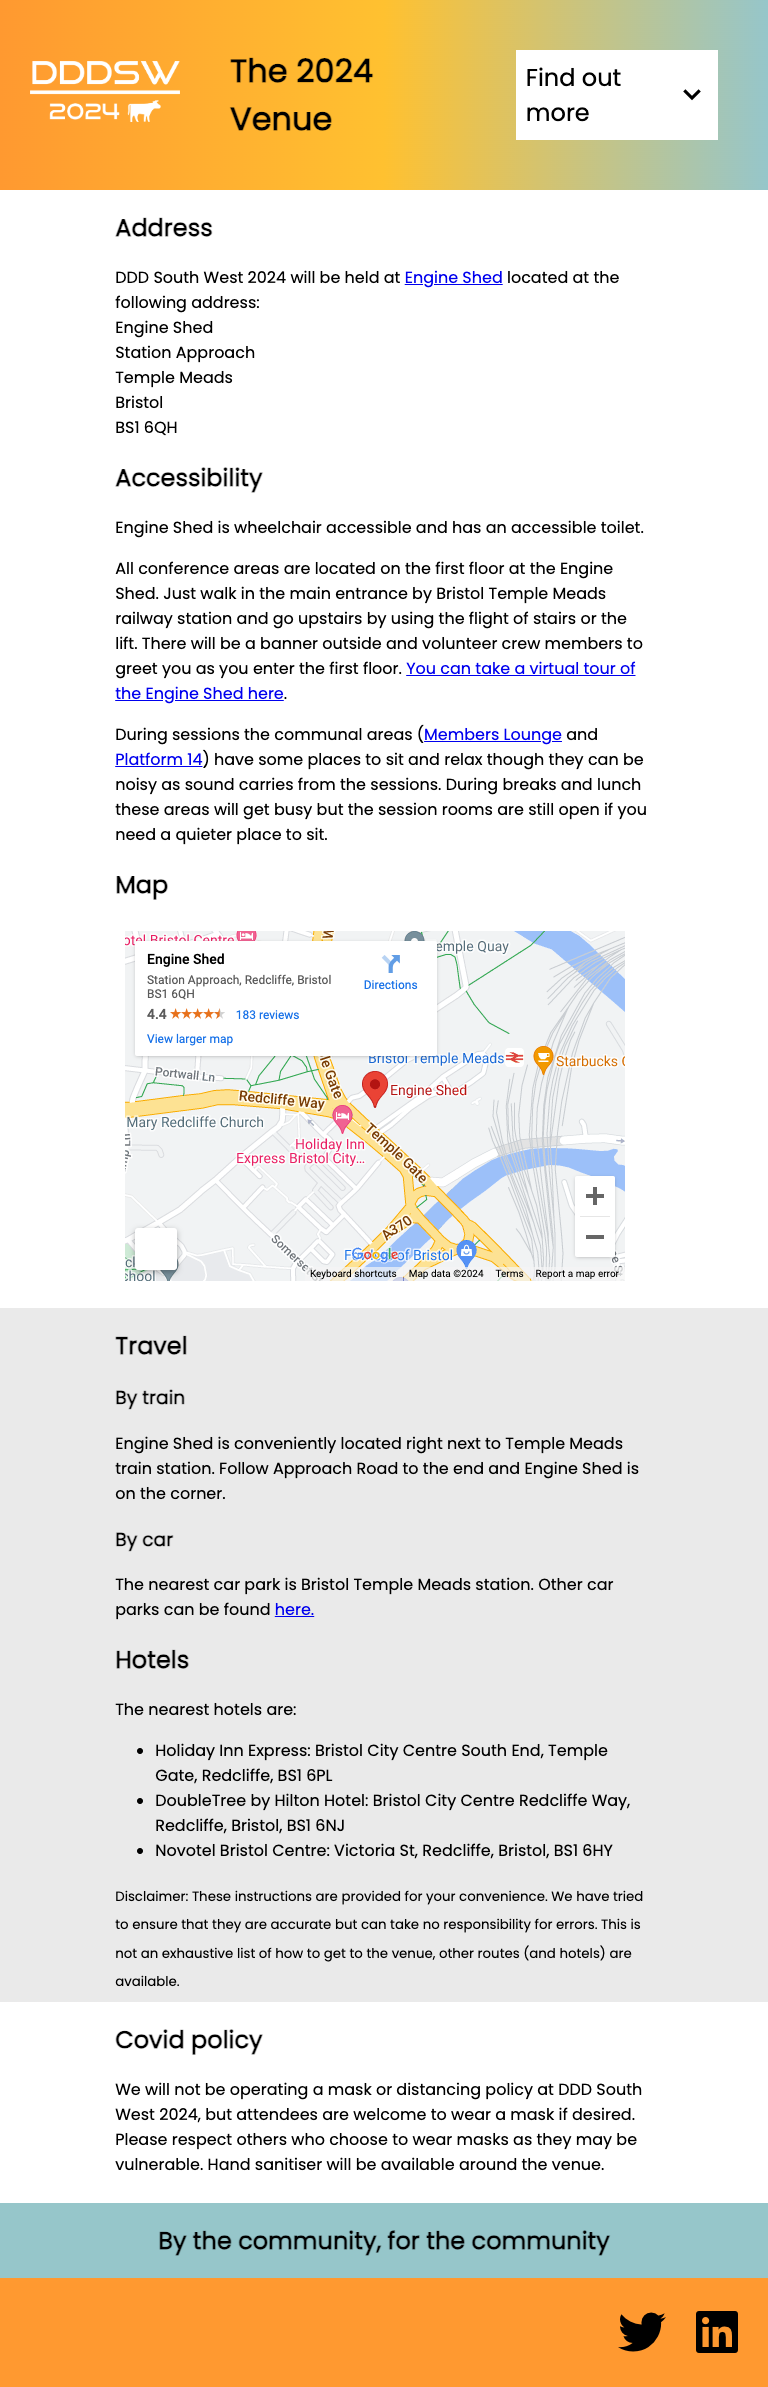 DDDSW
2024
The 2024
Venue
Find out
more
Address
DDD South West 2024 will be held at Engine Shed located at the
following address:
Engine Shed
Station Approach
Temple Meads
Bristol
BS1 6QH
Accessibility
Engine Shed is wheelchair accessible and has an accessible toilet.
All conference areas are located on the first floor at the Engine
Shed. Just walk in the main entrance by Bristol Temple Meads
railway station and go upstairs by using the flight of stairs or the
lift. There will be a banner outside and volunteer crew members to
greet you as you enter the first floor. You can take a virtual tour of
the Engine Shed here.
During sessions the communal areas (Members Lounge and
Platform 14) have some places to sit and relax though they can be
noisy as sound carries from the sessions. During breaks and lunch
these areas will get busy but the session rooms are still open if you
need a quieter place to sit.
Map
otel Bristol Centre
emple Quay
Engine Shed
Station Approach, Redcliffe, Bristol
BS1 6QH
4.4 183 reviews
View larger map
Directions
Bristol Temple Meads
Starbucks
Engine Shed
Portwall Ln
Redcliffe Way
le Gate
Mary Redcliffe Church
Holiday Inn
Express Bristol City...
Temple Gate
A370
Somerse
of Bristol
Google
chool
Keyboard shortcuts Map data ©2024 Terms Report a map error
Travel
By train
Engine Shed is conveniently located right next to Temple Meads
train station. Follow Approach Road to the end and Engine Shed is
on the corner.
By car
The nearest car park is Bristol Temple Meads station. Other car
parks can be found here.
Hotels
The nearest hotels are:
• Holiday Inn Express: Bristol City Centre South End, Temple
Gate, Redcliffe, BS1 6PL
• DoubleTree by Hilton Hotel: Bristol City Centre Redcliffe Way,
Redcliffe, Bristol, BS1 6NJ
• Novotel Bristol Centre: Victoria St, Redcliffe, Bristol, BS1 6HY
Disclaimer: These instructions are provided for your convenience. We have tried
to ensure that they are accurate but can take no responsibility for errors. This is
not an exhaustive list of how to get to the venue, other routes (and hotels) are
available.
Covid policy
We will not be operating a mask or distancing policy at DDD South
West 2024, but attendees are welcome to wear a mask if desired.
Please respect others who choose to wear masks as they may be
vulnerable. Hand sanitiser will be available around the venue.
By the community, for the community
in